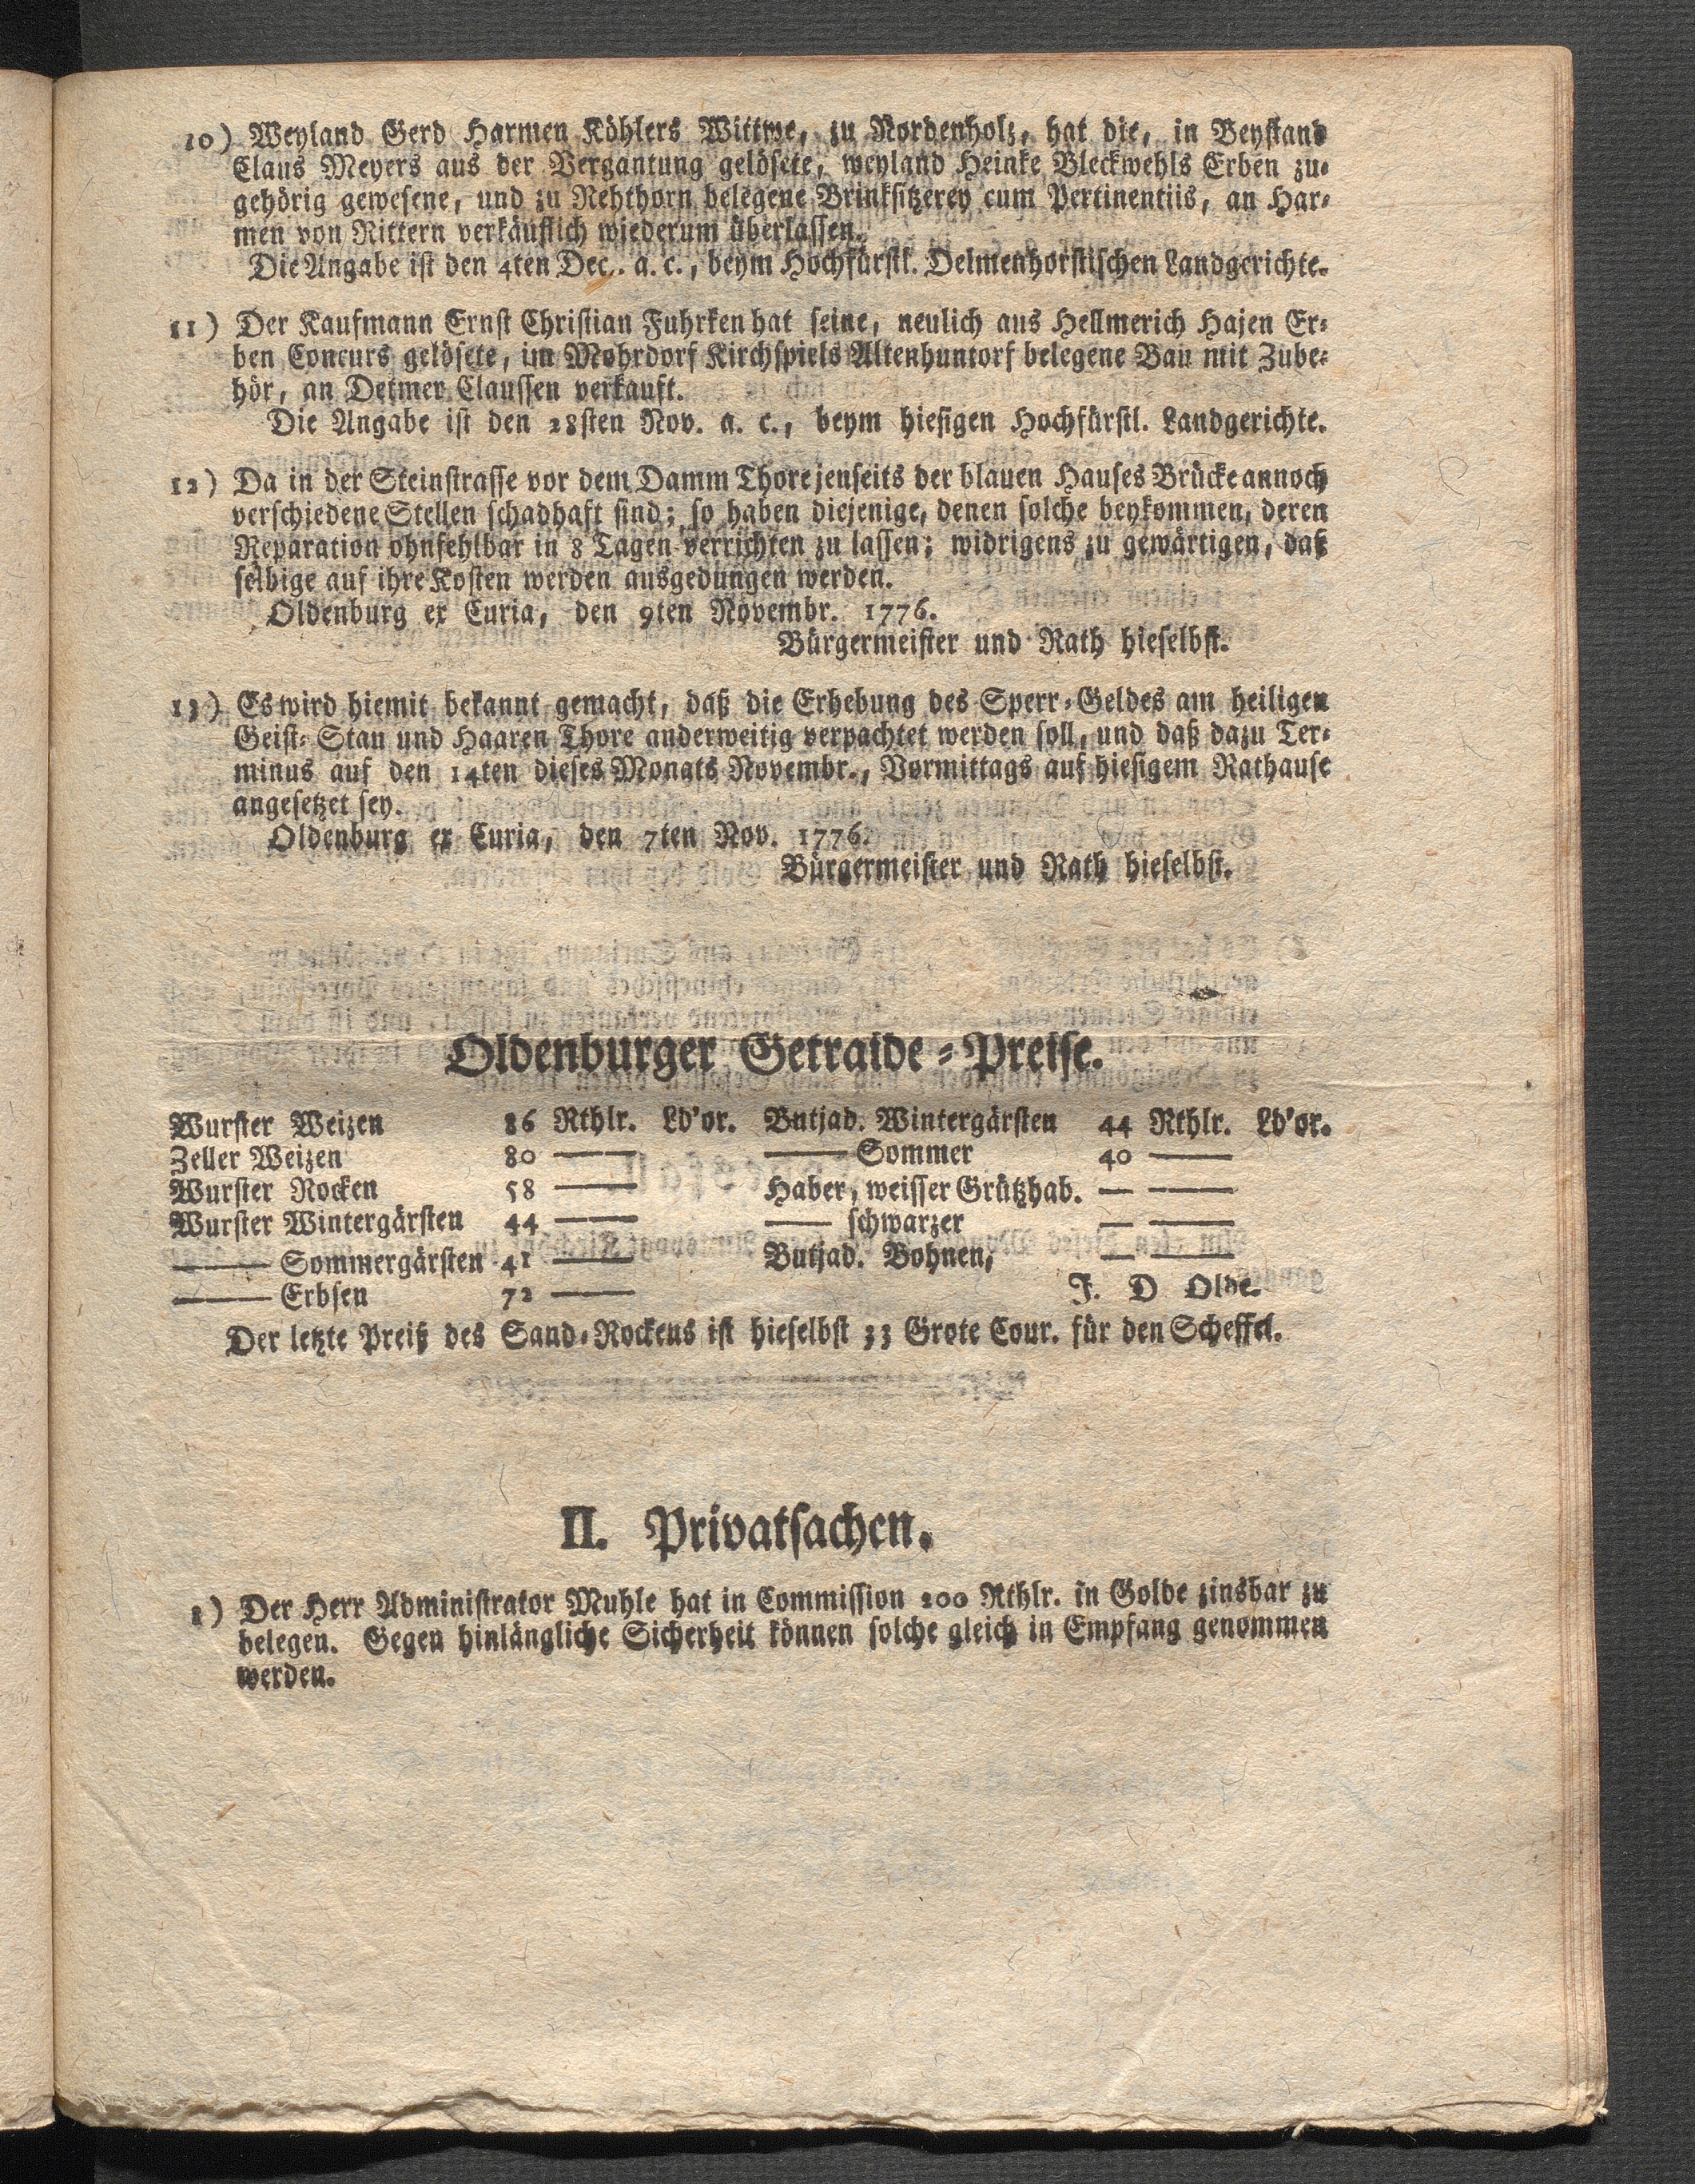 10) Weyland Gerd Harmen Köhlers Wittwe, zu Nordenholz, hat die, in Beystand
Claus Meyers aus der Vergantung gelösete, weyland Heinke Bleckwehls Erben zu-
gehörig gewesene, und zu Nehthorn belegene Brinksitzerey cum Pertinentiis, an Har-
men von Rittern verkäuflich wiederum überlassen.
Die Angabe ist den 4ten Dec. a. c., beym Hochfürstl. Delmenhorstischen Landgerichte.
11) Der Kaufmann Ernst Christian Fuhrken hat seine, neulich aus Hellmerich Hajen Er-
ben Concurs gelösete, im Mohrdorf Kirchspiels Altenhuntorf belegene Bau mit Zube-
hör, an Detmer Claussen verkauft.
Die Angabe ist den 28sten Nov. a. c., beym hiesigen Hochfürstl. Landgerichte.
12) Da in der Steinstrasse vor dem Damm Thore jenseits der blauen Hauses Brücke annoch
verschiedene Stellen schadhaft sind; so haben diejenige, denen solche beykommen, deren
Reparation ohnfehlbar in 8 Tagen verrichten zu lassen; widrigens zu gewärtigen, daß
selbige auf ihre Kosten werden ausgedungen werden.
Oldenburg ex Curia, den 9ten Novembr. 1776.
Bürgermeister und Rath hieselbst.
13) Es wird hiemit bekannt gemacht, daß die Erhebung des Sperr-Geldes am heiligen
Geist- Stau und Haaren Thore anderweitig verpachtet werden soll, und daß dazu Ter-
minus auf den 14ten dieses Monats Novembr., Vormittags auf hiesigem Rathause
angesetzet sey.
Oldenburg ex Curia, den 7ten Nov. 1776.
Bürgermeister und Rath hieselbst.
Oldenburger Getraide-Preise.
Wurster Weizen 86 Rthlr. Ld'or. Butjad. Wintergärsten 44 Rthlr. Ld'or.
Zeller Weizen 80 — — Sommer 40 —
Wurster Rocken 58 — Haber, weisser Grützhab. — —
Wurster Wintergärsten 44 — — schwarzer — —
— Sommergärsten 41 — Butjad. Bohnen, — —
— Erbsen 72 — J. D Olde.
Der letzte Preiß des Sand-Rockens ist hieselbst 33 Grote Cour. für den Scheffel.
II. Privatsachen.
1) Der Herr Administrator Muhle hat in Commission 200 Rthlr. in Golde zinsbar zu
belegen. Gegen hinlängliche Sicherheit können solche gleich in Empfang genommen
werden.